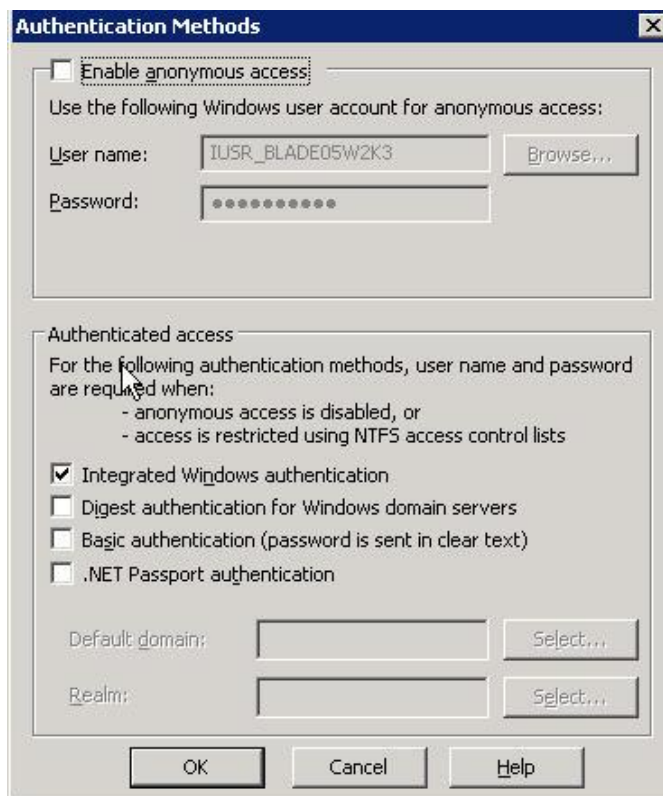 Authentication Methods
Enable anonymous access
Use the following Windows user account for anonymous access:
User name:
IUSR_BLADE05W2K3
Browse...
Password:
●●●●●●●●●●
Authenticated access
For the following authentication methods, user name and password
are required when:
- anonymous access is disabled, or
- access is restricted using NTFS access control lists
Integrated Windows authentication
Digest authentication for Windows domain servers
Basic authentication (password is sent in clear text)
.NET Passport authentication
Default domain:
Select...
Realm:
Select...
OK
Cancel
Help